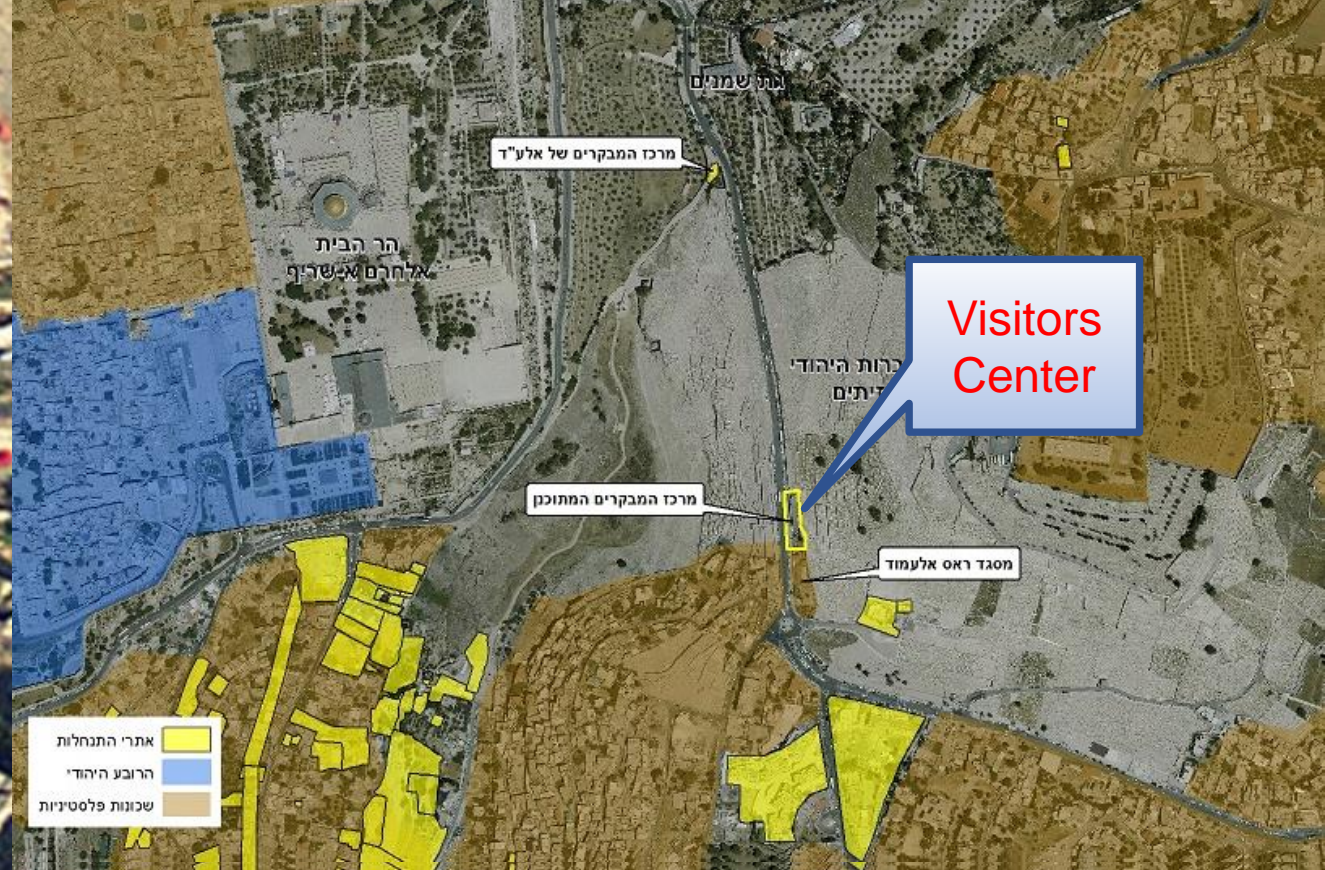 גת שמנים
מרכז המבקרים של אלע"ד
הר הבית
אלחרם א-שריף
Visitors
Center
היהודי
מרכז המבקרים המתוכנן
מסגד ראס אלעמוד
אתרי התנחלות
הרובע היהודי
שכונות פלסטיניות